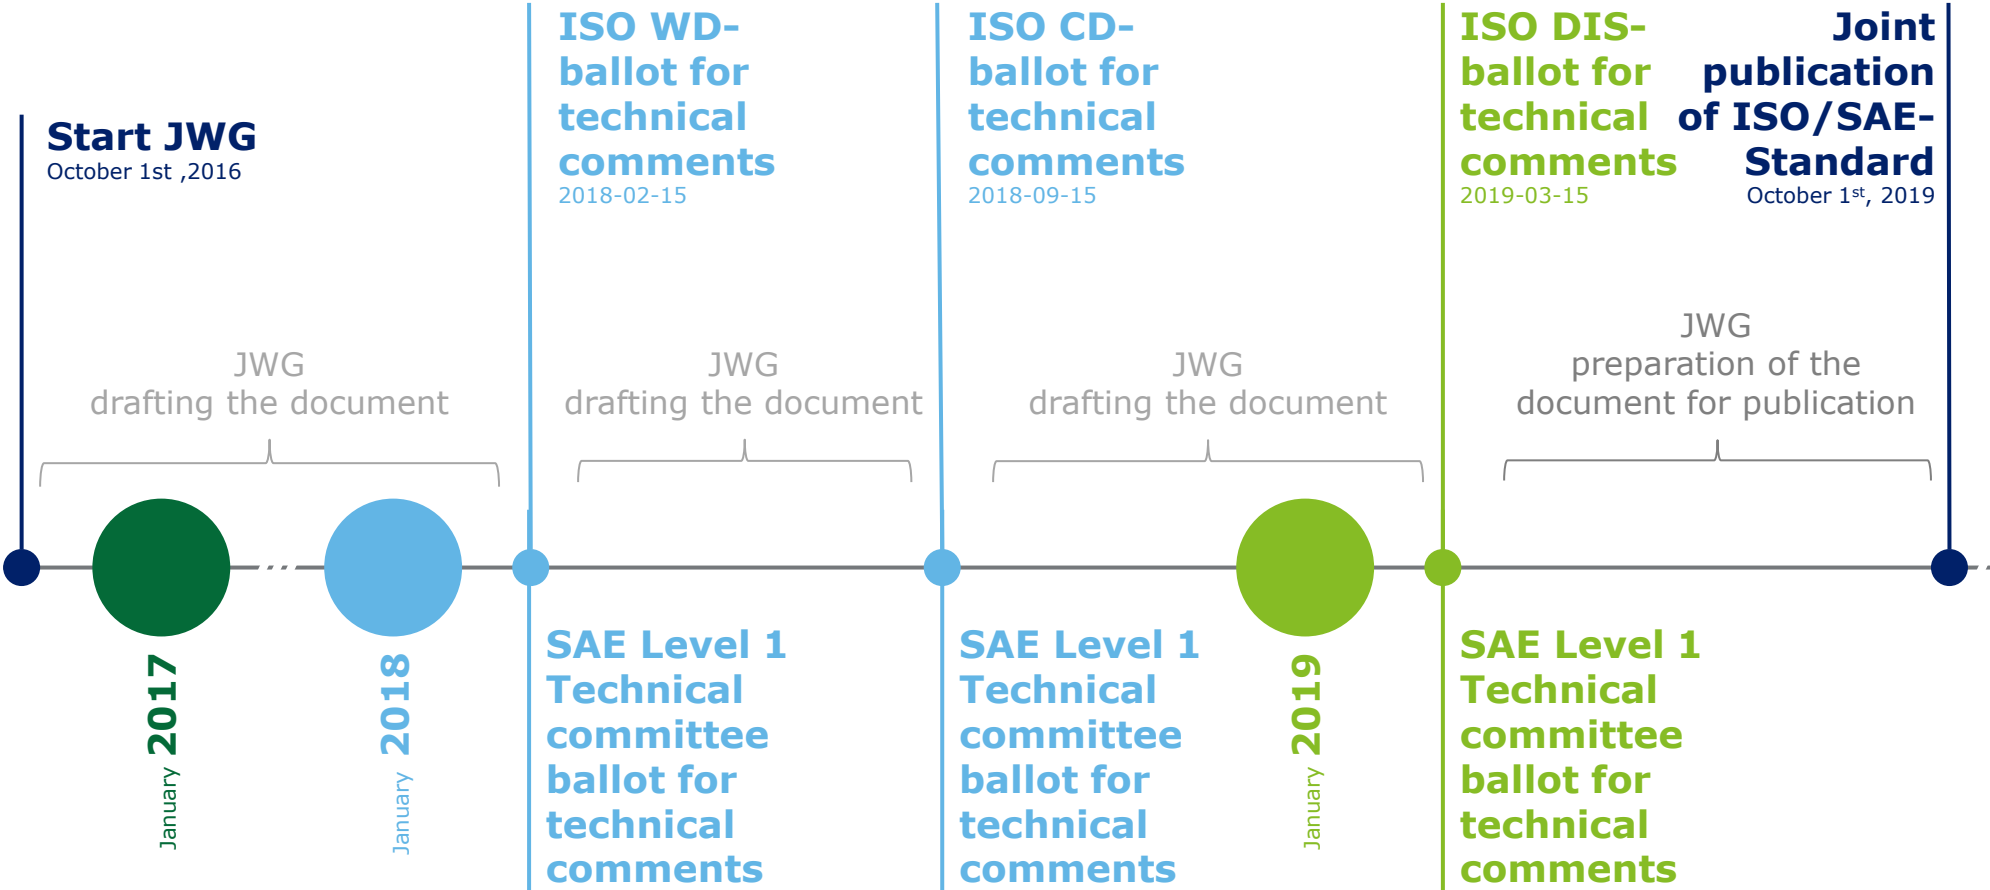 Start JWG
October 1st ,2016
ISO WD-
ballot for
technical
comments
2018-02-15
ISO CD-
ballot for
technical
comments
2018-09-15
ISO DIS-
ballot for
technical
comments
2019-03-15
Joint
publication
of ISO/SAE-
Standard
October 1st, 2019
JWG
drafting the document
JWG
drafting the document
JWG
drafting the document
JWG
preparation of the
document for publication
January 2017
January 2018
SAE Level 1
Technical
committee
ballot for
technical
comments
SAE Level 1
Technical
committee
ballot for
technical
comments
January 2019
SAE Level 1
Technical
committee
ballot for
technical
comments